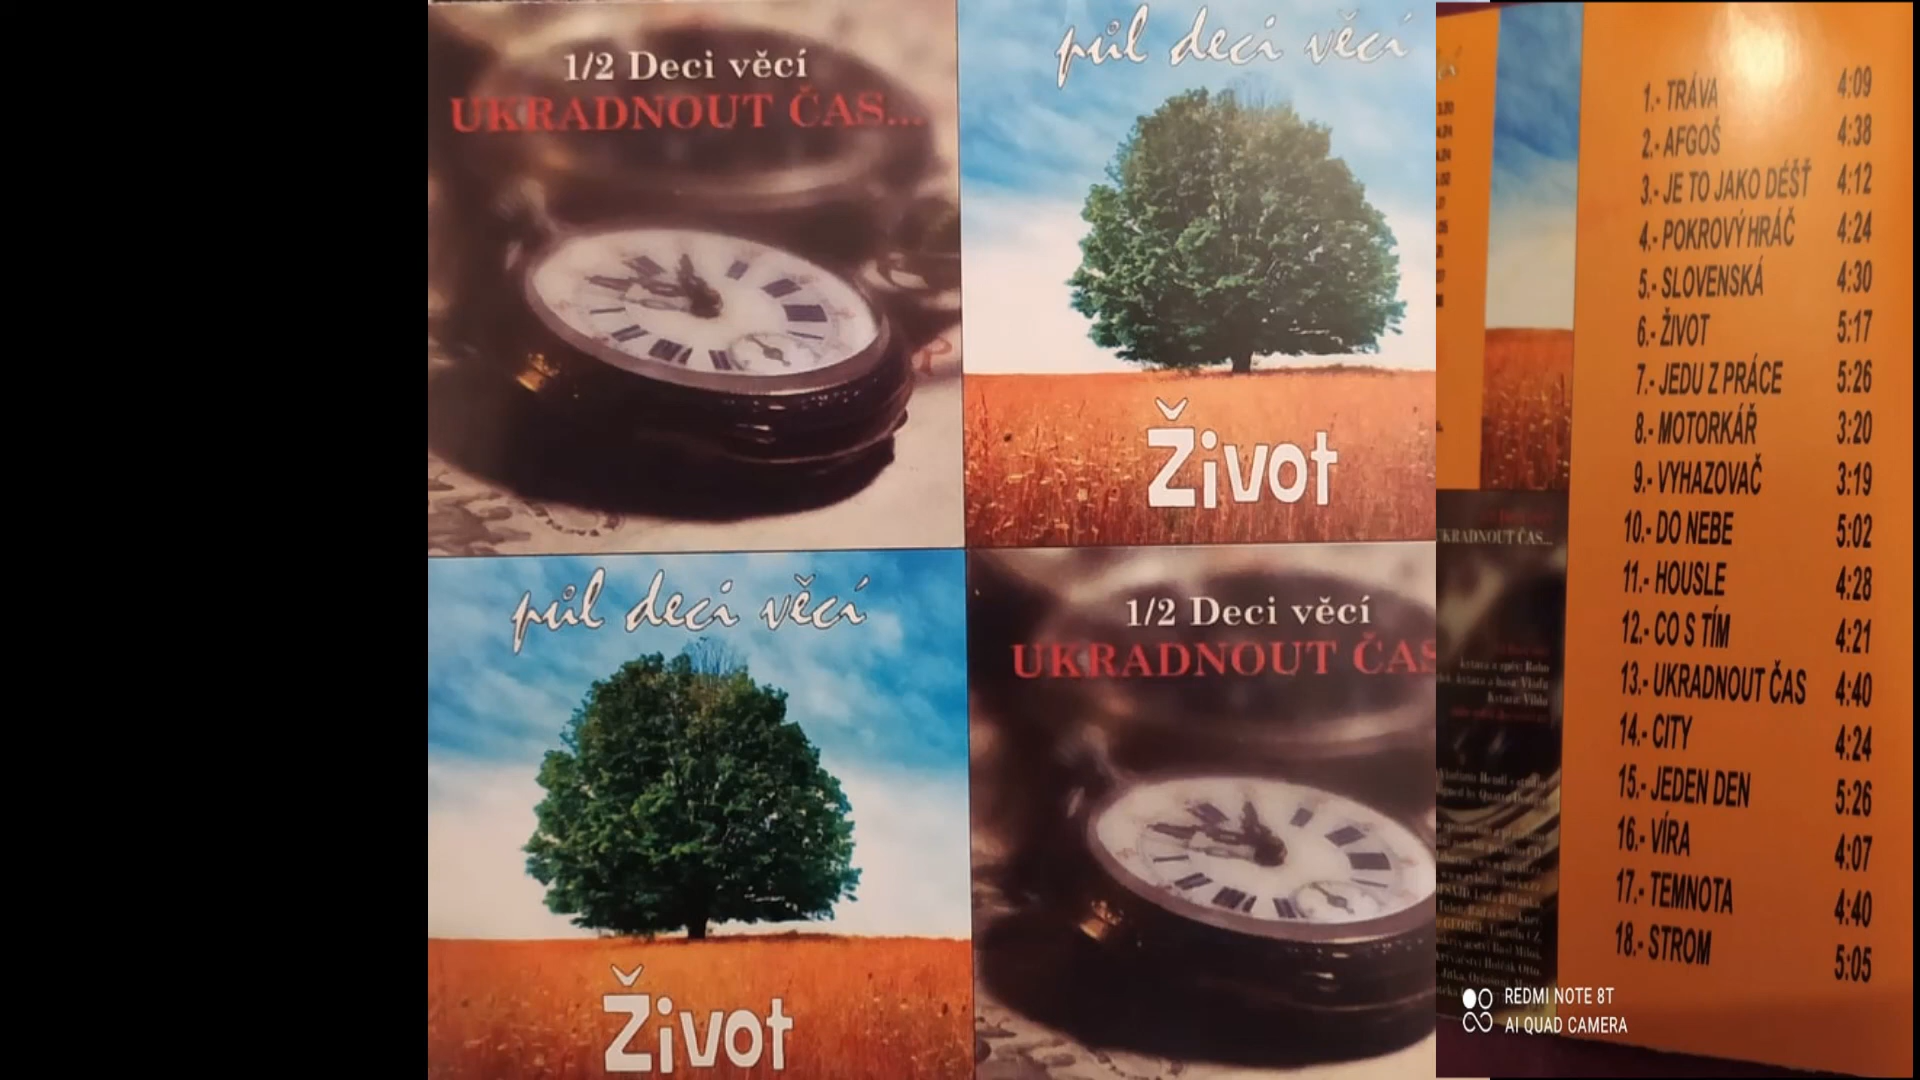 1/2 Deci věcí
UKRADNOUT ČAS...
půl deci věcí
Život
půl deci věcí
Život
1/2 Deci věcí
UKRADNOUT ČAS
1.- TRÁVA 4:09
2.- AFGOŠ 4:38
3.- JE TO JAKO DÉŠŤ 4:12
4.- POKROVÝ HRÁČ 4:24
5.- SLOVENSKÁ 4:30
6.- ŽIVOT 5:17
7.- JEDU Z PRÁCE 5:26
8.- MOTORKÁŘ 3:20
9.- VYHAZOVAČ 3:19
10.- DO NEBE 5:02
11.- HOUSLE 4:28
12.- CO S TÍM 4:21
13.- UKRADNOUT ČAS 4:40
14.- CITY 4:24
15.- JEDEN DEN 5:26
16.- VÍRA 4:07
17.- TEMNOTA 4:40
18.- STROM 5:05
UKRADNOUT ČAS...
REDMI NOTE 8T
AI QUAD CAMERA